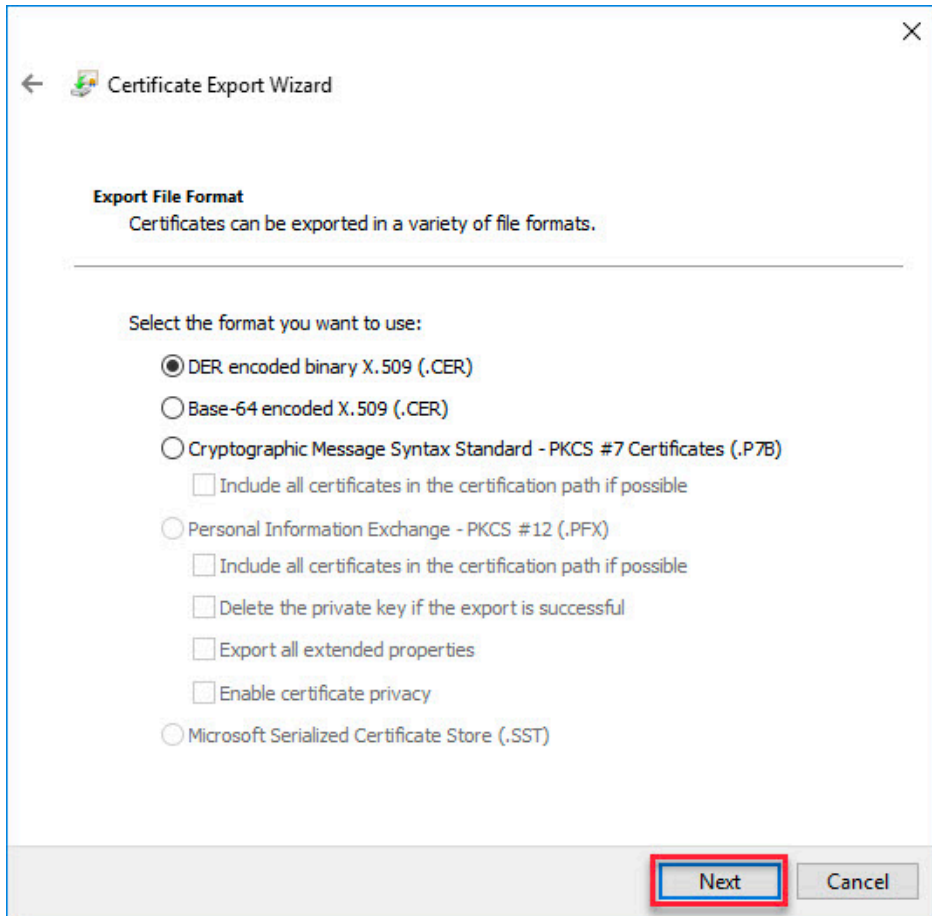 Certificate Export Wizard
Export File Format
Certificates can be exported in a variety of file formats.
Select the format you want to use:
DER encoded binary X.509 (.CER)
Base-64 encoded X.509 (.CER)
Cryptographic Message Syntax Standard - PKCS #7 Certificates (.P7B)
Include all certificates in the certification path if possible
Personal Information Exchange - PKCS #12 (.PFX)
Include all certificates in the certification path if possible
Delete the private key if the export is successful
Export all extended properties
Enable certificate privacy
Microsoft Serialized Certificate Store (.SST)
Next Cancel